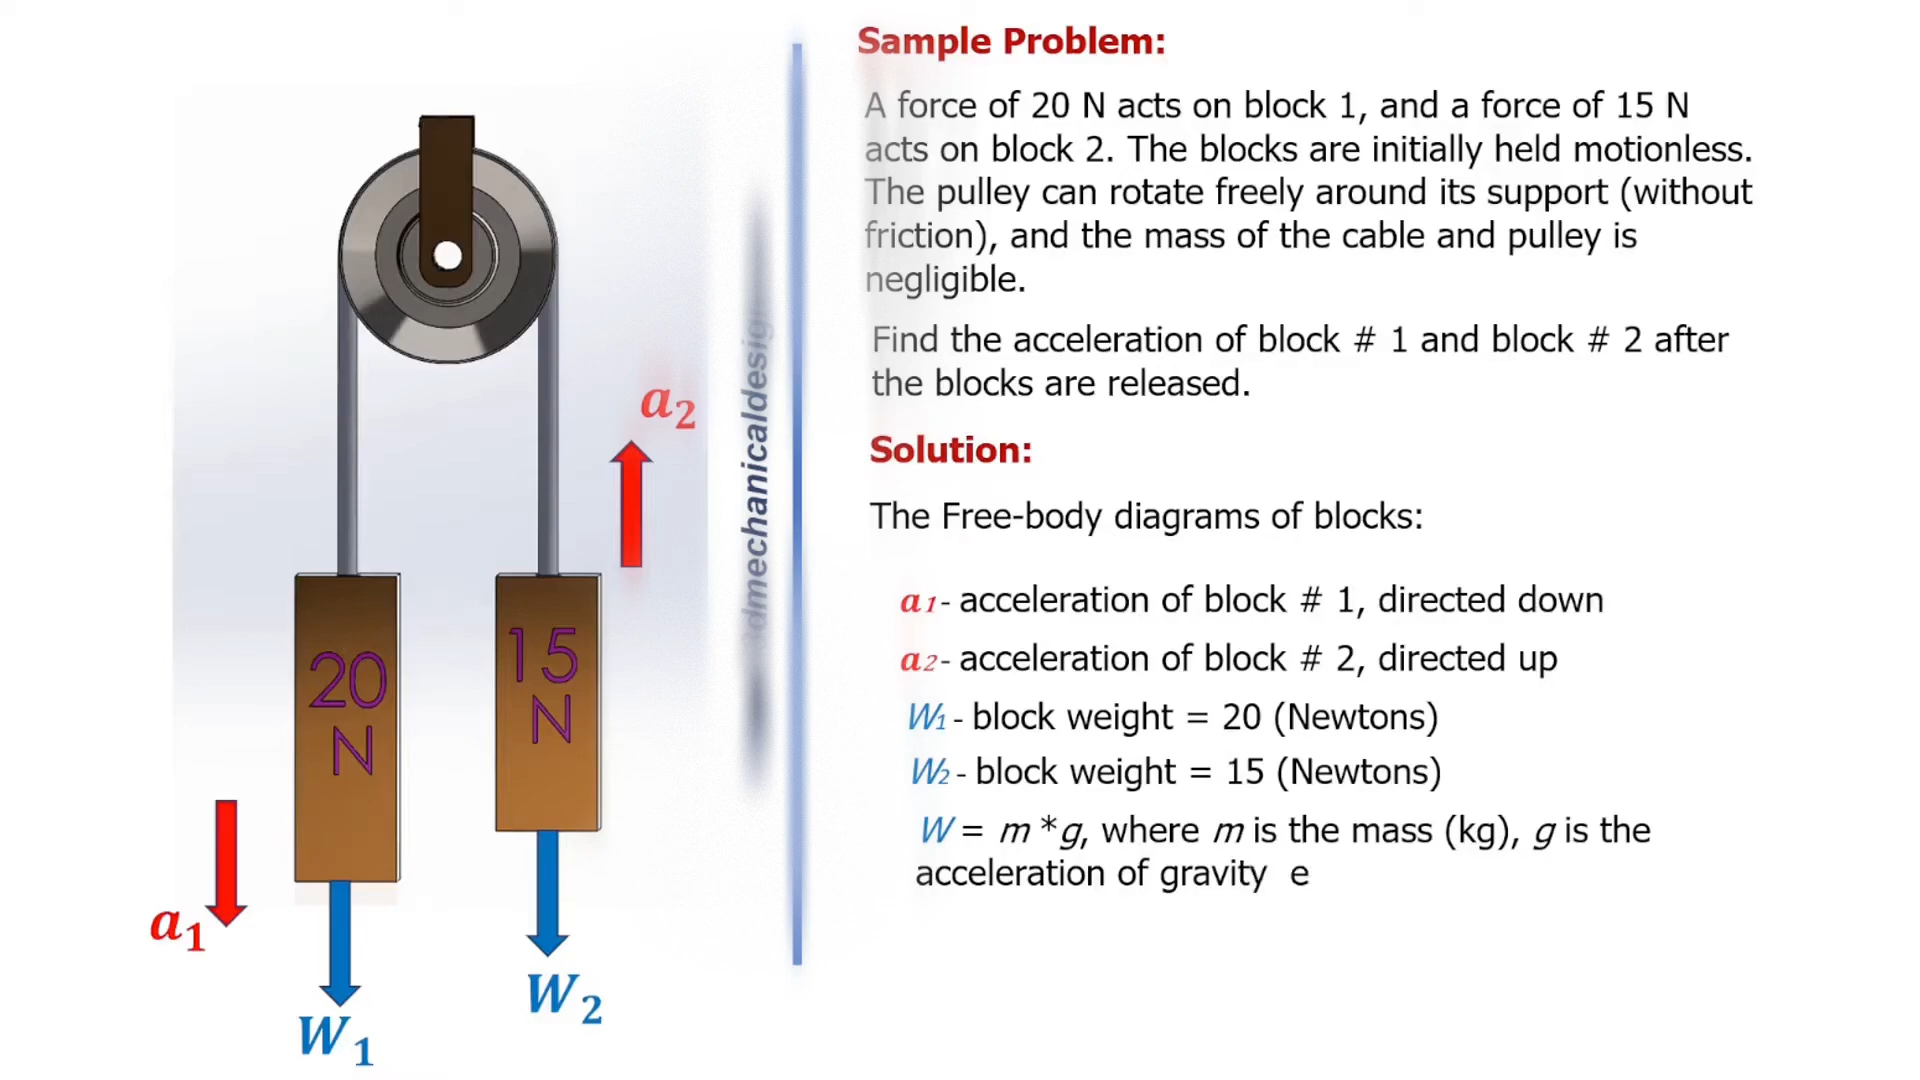 Sample Problem:
A force of 20 N acts on block 1, and a force of 15 N
acts on block 2. The blocks are initially held motionless.
The pulley can rotate freely around its support (without
friction), and the mass of the cable and pulley is
negligible.
Find the acceleration of block # 1 and block # 2 after
the blocks are released.
Solution:
The Free-body diagrams of blocks:
a1 - acceleration of block # 1, directed down
a2 - acceleration of block # 2, directed up
W1 - block weight = 20 (Newtons)
W2 - block weight = 15 (Newtons)
W = m *g, where m is the mass (kg), g is the
acceleration of gravity e
a2
20
N
15
N
a1
W1
W2
dmechanicaldesig